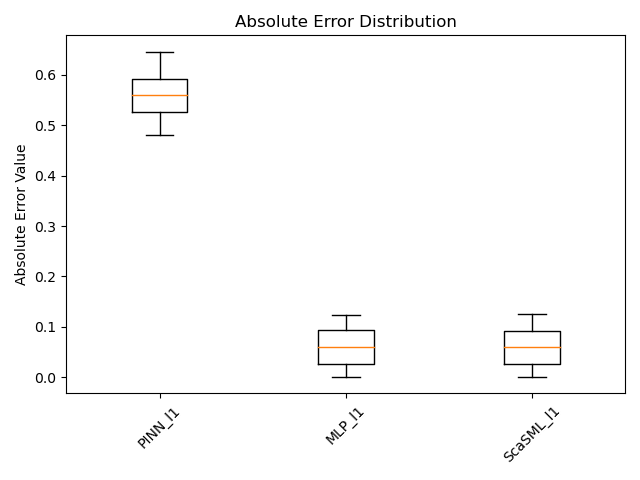 Absolute Error Distribution
Absolute Error Value
0.6
0.5
0.4
0.3
0.2
0.1
0.0
PINN_l1
MLP_l1
ScaSML_l1